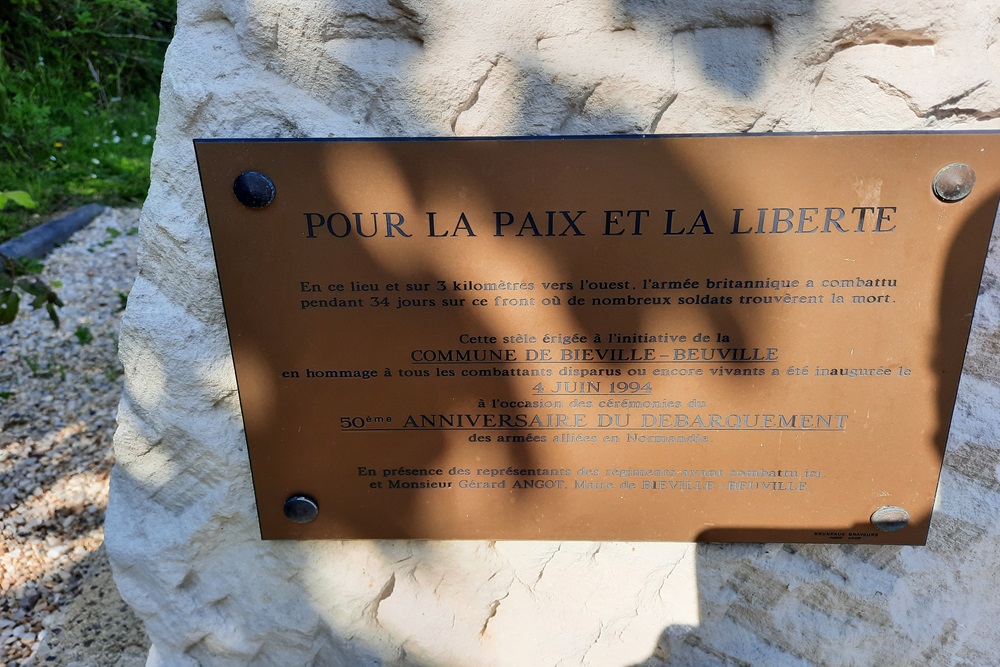 POUR LA PAIX ET LA LIBERTE
En ce lieu et sur 3 kilomètres vers l'ouest, l'armée britannique a combattu
pendant 34 jours sur ce front où de nombreux soldats trouvèrent la mort.
Cette stèle érigée à l'initiative de la
COMMUNE DE BIEVILLE-BEUVILLE
en hommage à tous les combattants disparus ou encore vivants a été inaugurée le
4 JUIN 1994
à l'occasion des cérémonies du
50ème ANNIVERSAIRE DU DEBARQUEMENT
des armées alliées en Normandie
En présence des représentants des régiments ayant combattu ici,
et Monsieur Gérard ANGOT, Maire de BIEVILLE-BEUVILLE